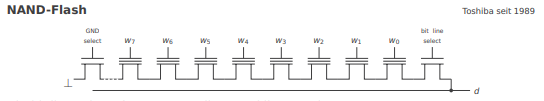 NAND-Flash
Toshiba seit 1989
GND select
w7 w6 w5 w4 w3 w2 w1 w0
bit line select
d